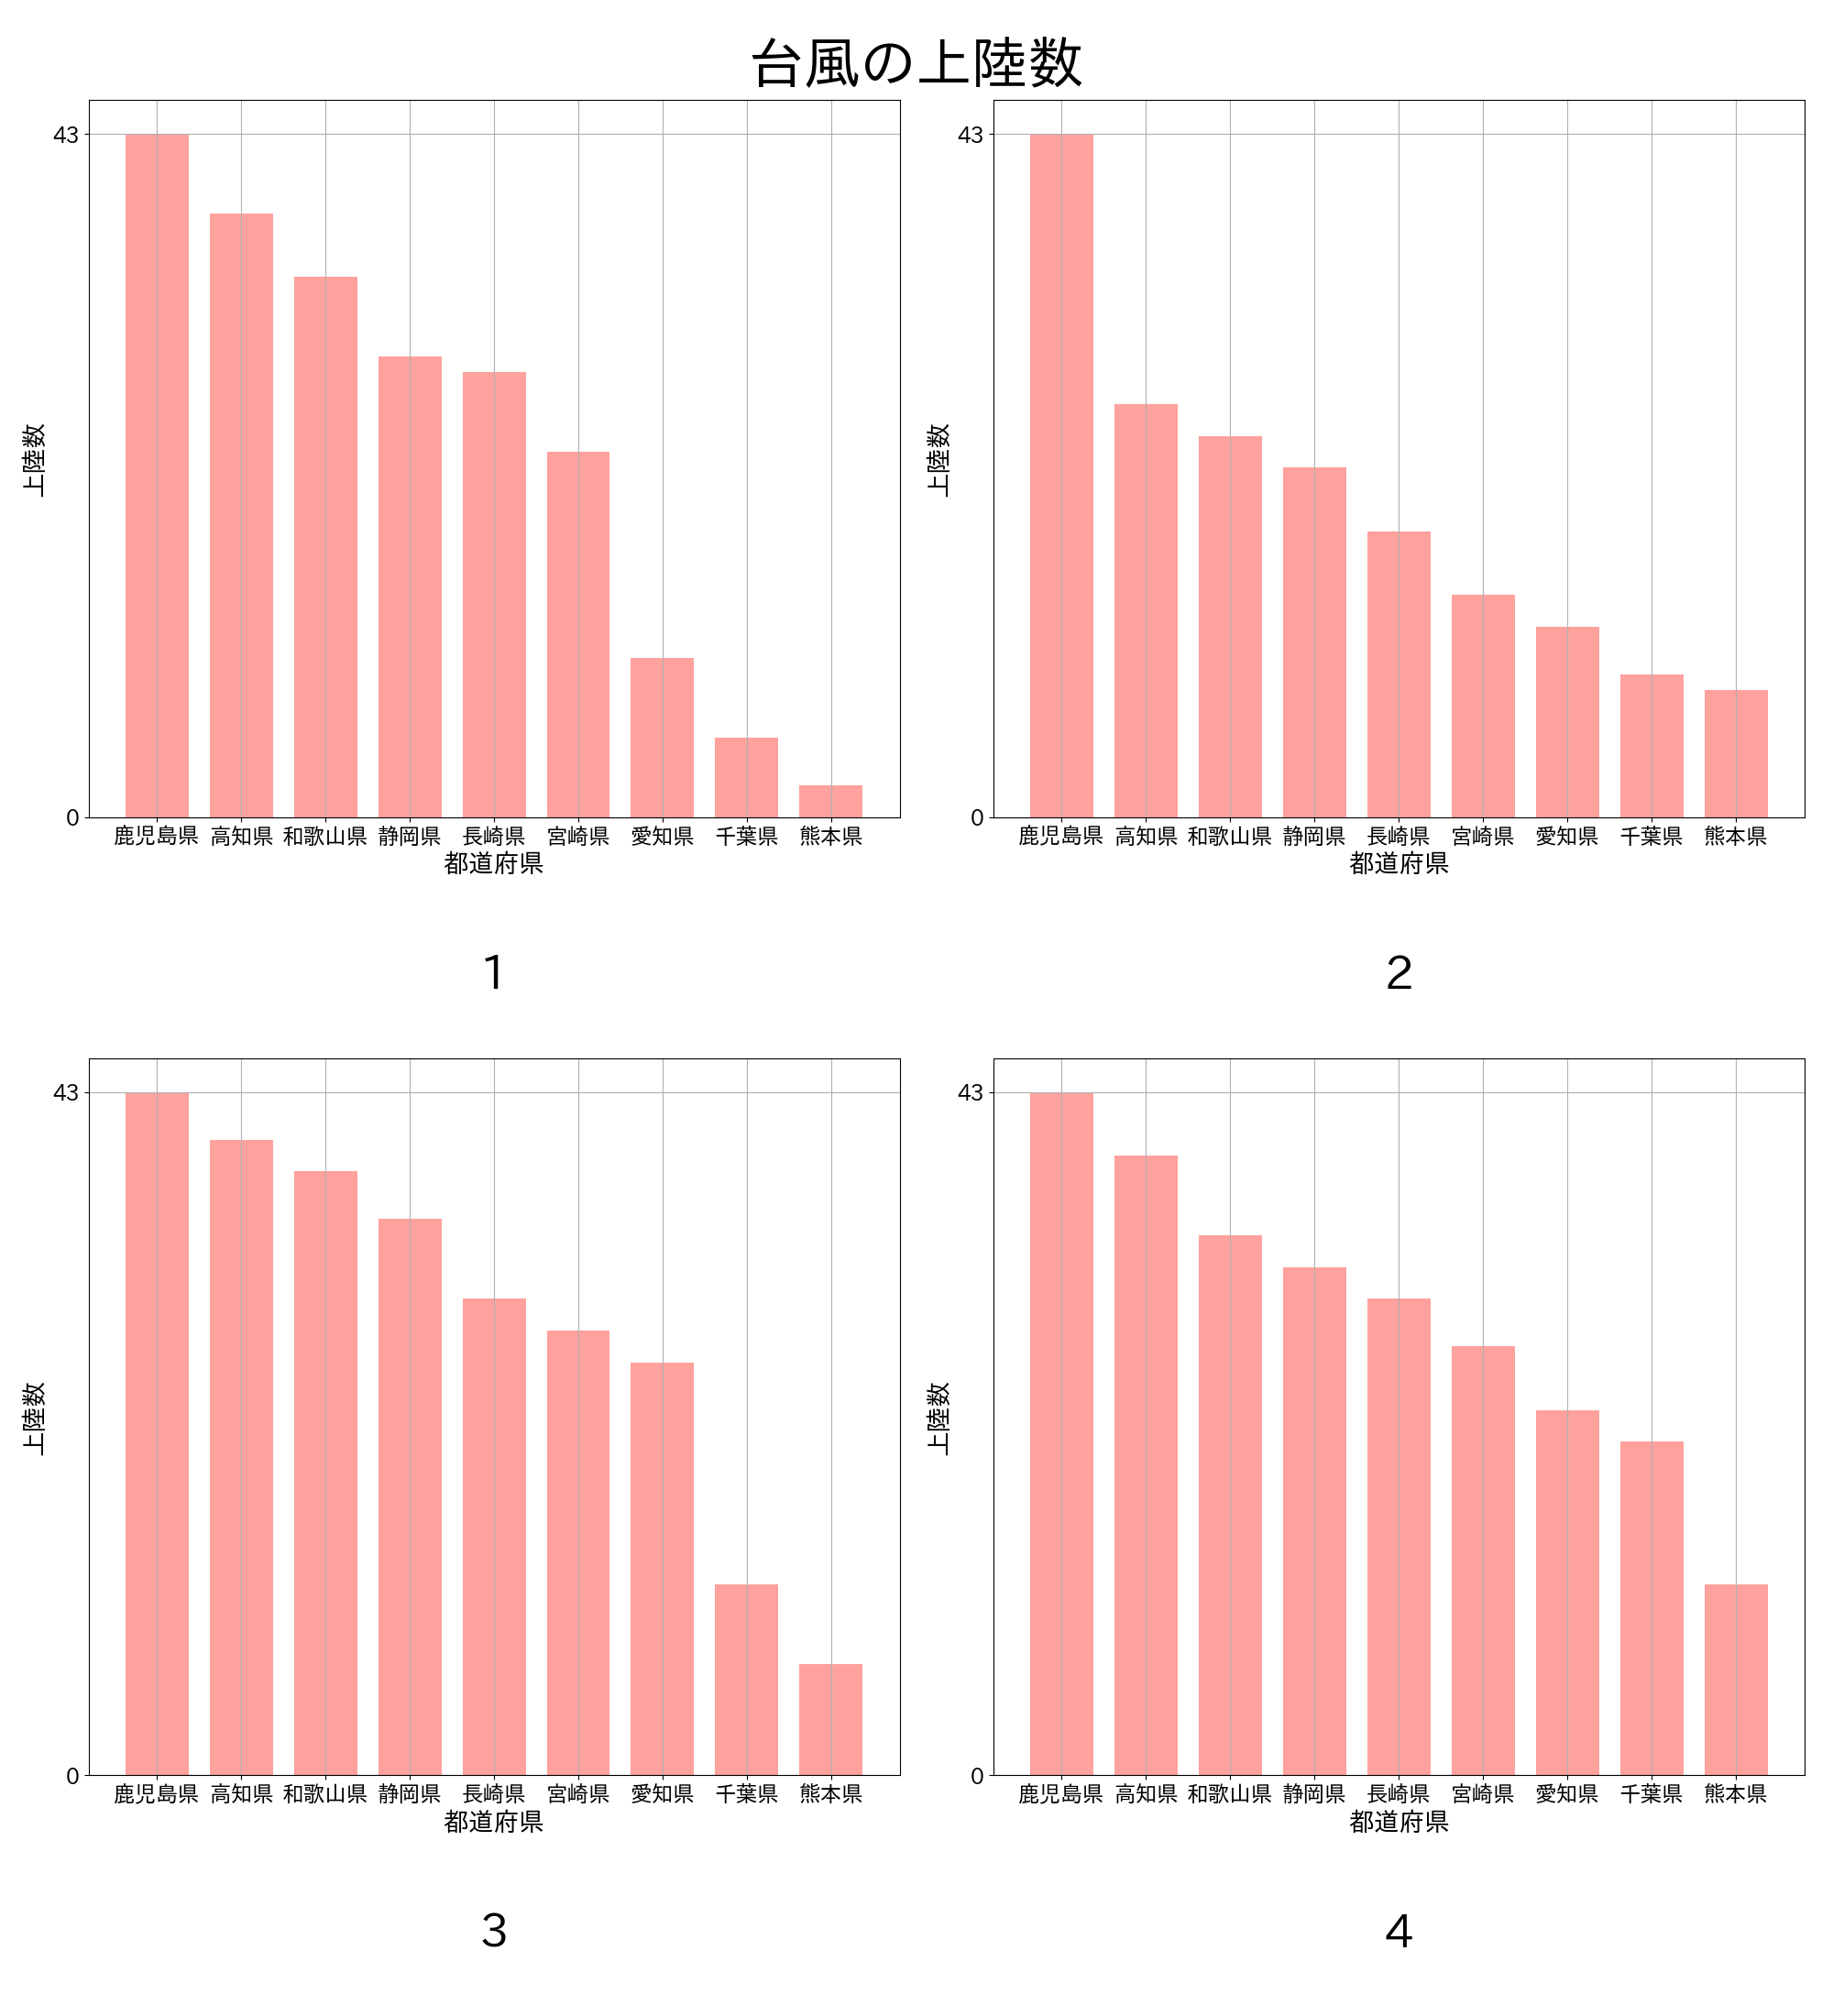 台風の上陸数
43
0
上陸数
鹿児島県 高知県 和歌山県 静岡県 長崎県 宮崎県 愛知県 千葉県 熊本県
都道府県
1
43
0
上陸数
鹿児島県 高知県 和歌山県 静岡県 長崎県 宮崎県 愛知県 千葉県 熊本県
都道府県
2
43
0
上陸数
鹿児島県 高知県 和歌山県 静岡県 長崎県 宮崎県 愛知県 千葉県 熊本県
都道府県
3
43
0
上陸数
鹿児島県 高知県 和歌山県 静岡県 長崎県 宮崎県 愛知県 千葉県 熊本県
都道府県
4